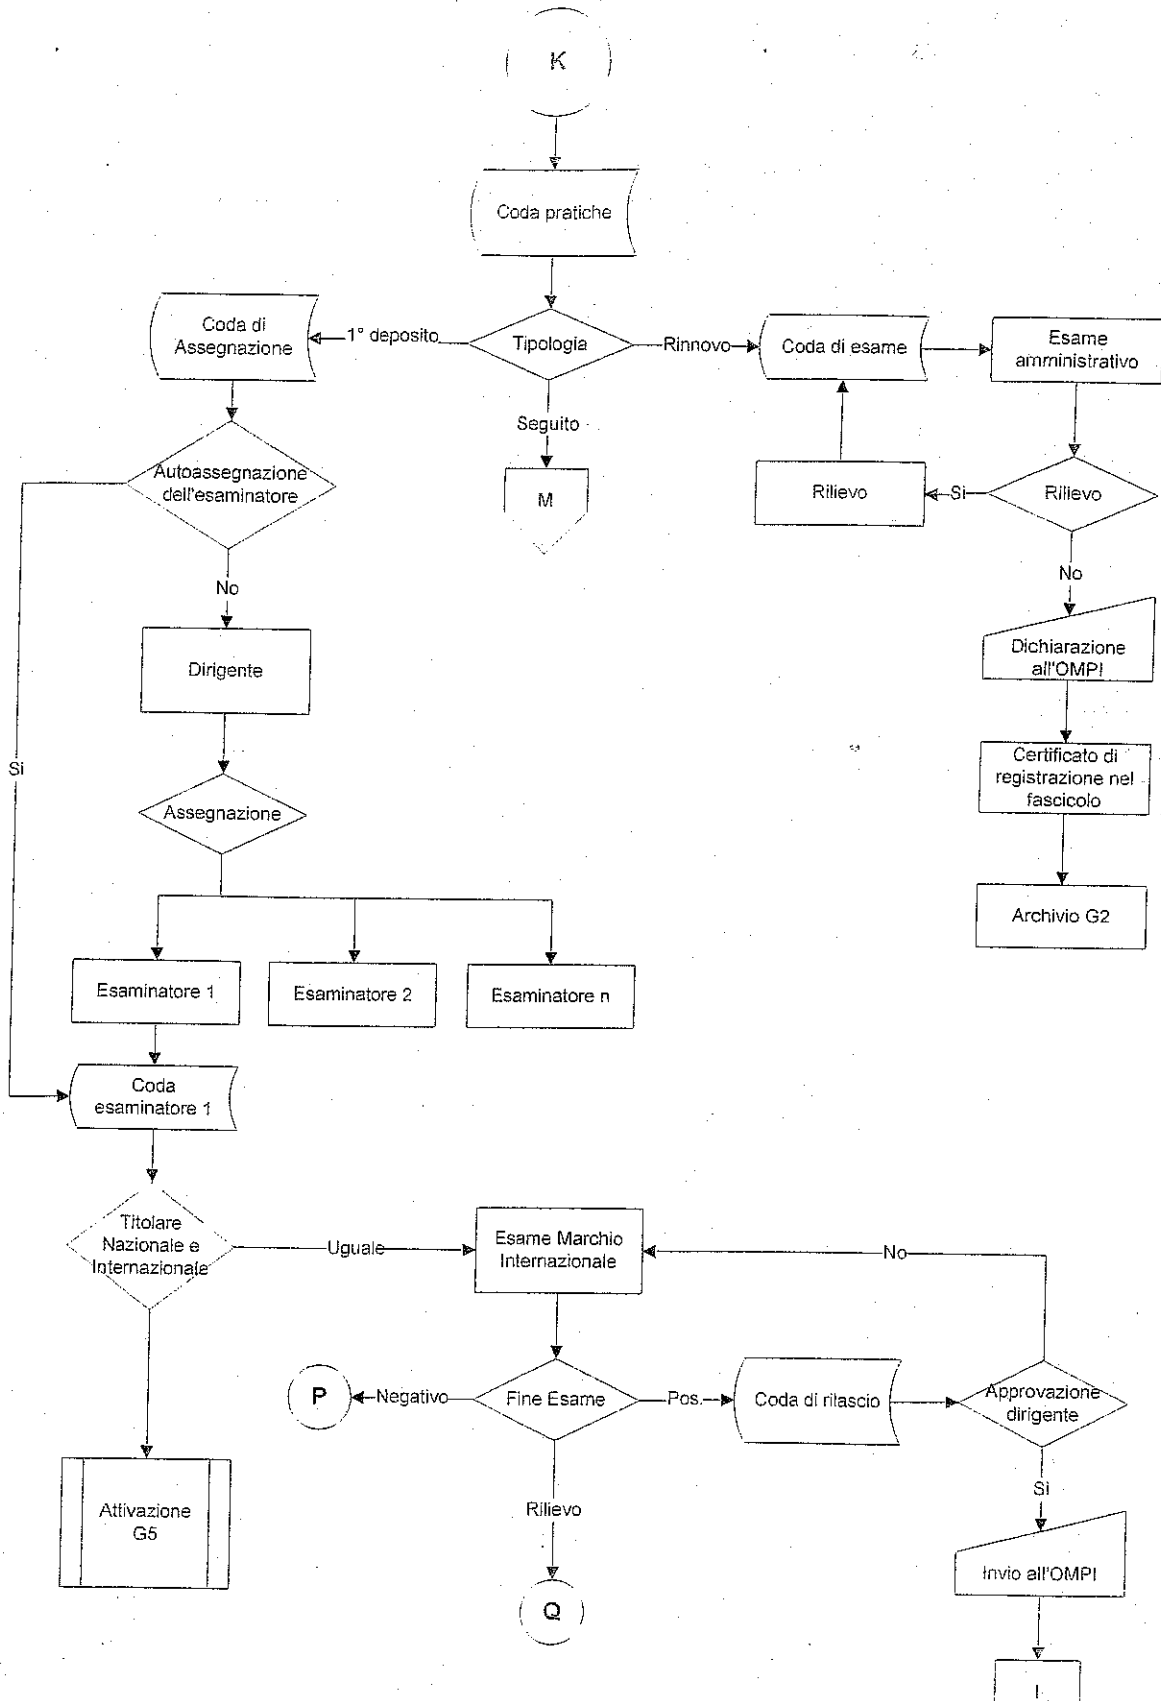 K
Coda pratiche
Coda di
Assegnazione
1° deposito
Tipologia
Rinnovo
Coda di esame
Esame
amministrativo
Seguito
M
Autoassegnazione
dell'esaminatore
Rilievo
Si
Rilievo
No
No
Dirigente
Dichiarazione
all'OMPI
Si
Certificato di
registrazione nel
fascicolo
Assegnazione
Archivio G2
Esaminatore 1
Esaminatore 2
Esaminatore n
Coda
esaminatore 1
Titolare
Nazionale e
Internazionale
Uguale
Esame Marchio
Internazionale
No
P
Negativo
Fine Esame
Pos.
Coda di rilascio
Approvazione
dirigente
Attivazione
G5
Rilievo
Si
Q
Invio all'OMPI
I